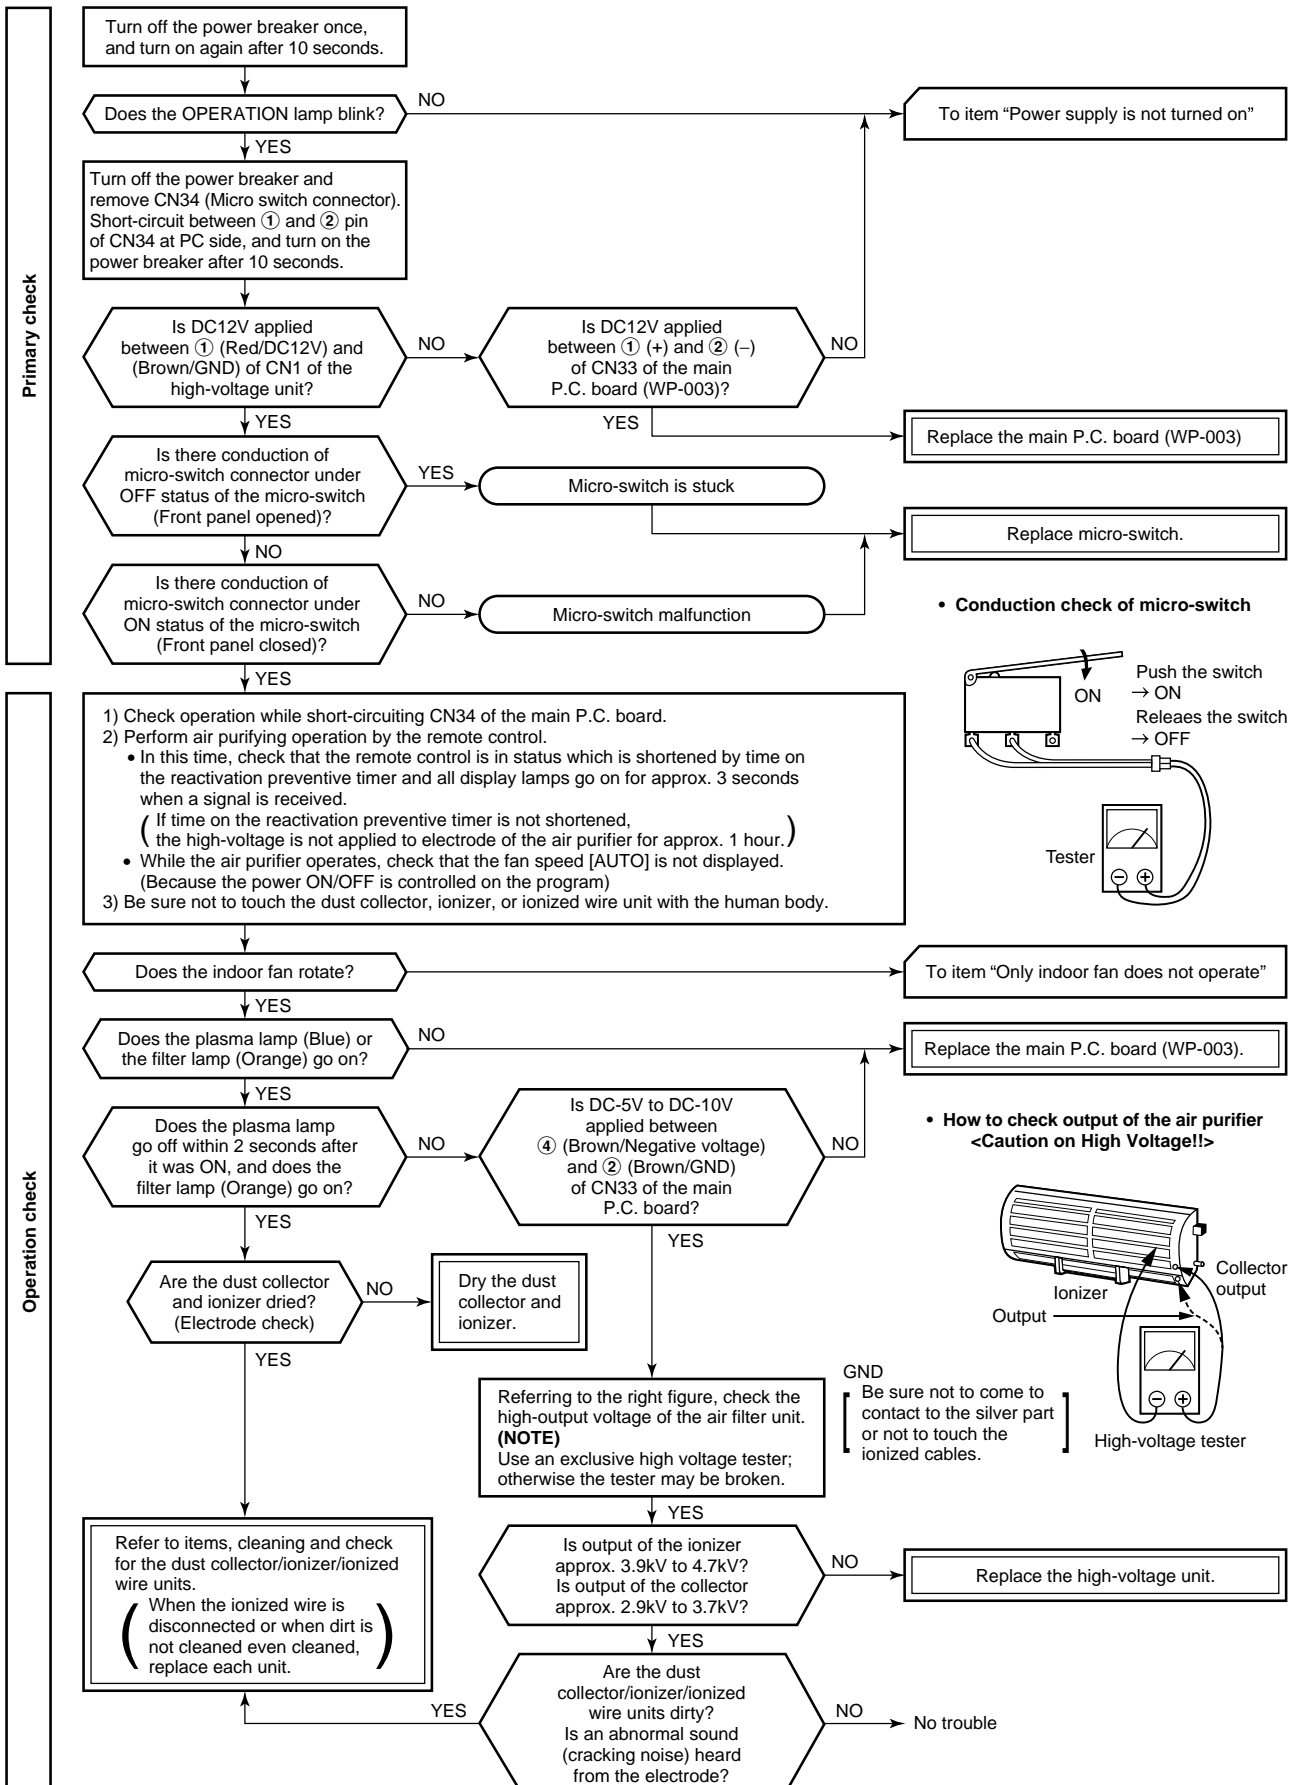 Primary check
Turn off the power breaker once,
and turn on again after 10 seconds.
Does the OPERATION lamp blink?
NO
To item “Power supply is not turned on”
YES
Turn off the power breaker and
remove CN34 (Micro switch connector).
Short-circuit between ① and ② pin
of CN34 at PC side, and turn on the
power breaker after 10 seconds.
Is DC12V applied
between ① (Red/DC12V) and
(Brown/GND) of CN1 of the
high-voltage unit?
NO
Is DC12V applied
between ① (+) and ② (–)
of CN33 of the main
P.C. board (WP-003)?
NO
YES
YES
Replace the main P.C. board (WP-003)
Is there conduction of
micro-switch connector under
OFF status of the micro-switch
(Front panel opened)?
YES
Micro-switch is stuck
Replace micro-switch.
NO
Is there conduction of
micro-switch connector under
ON status of the micro-switch
(Front panel closed)?
NO
Micro-switch malfunction
YES
• Conduction check of micro-switch
ON
Push the switch
→ ON
Releaes the switch
→ OFF
Tester
⊖ ⊕
Operation check
1) Check operation while short-circuiting CN34 of the main P.C. board.
2) Perform air purifying operation by the remote control.
• In this time, check that the remote control is in status which is shortened by time on
the reactivation preventive timer and all display lamps go on for approx. 3 seconds
when a signal is received.
( If time on the reactivation preventive timer is not shortened,
the high-voltage is not applied to electrode of the air purifier for approx. 1 hour. )
• While the air purifier operates, check that the fan speed [AUTO] is not displayed.
(Because the power ON/OFF is controlled on the program)
3) Be sure not to touch the dust collector, ionizer, or ionized wire unit with the human body.
Does the indoor fan rotate?
To item “Only indoor fan does not operate”
YES
Does the plasma lamp (Blue) or
the filter lamp (Orange) go on?
NO
Replace the main P.C. board (WP-003).
YES
Does the plasma lamp
go off within 2 seconds after
it was ON, and does the
filter lamp (Orange) go on?
NO
Is DC-5V to DC-10V
applied between
④ (Brown/Negative voltage)
and ② (Brown/GND)
of CN33 of the main
P.C. board?
NO
YES
YES
• How to check output of the air purifier
<Caution on High Voltage!!>
Collector
output
Ionizer
Output
⊖ ⊕
High-voltage tester
GND
[ Be sure not to come to
contact to the silver part
or not to touch the
ionized cables. ]
Are the dust collector
and ionizer dried?
(Electrode check)
NO
Dry the dust
collector and
ionizer.
YES
Referring to the right figure, check the
high-output voltage of the air filter unit.
(NOTE)
Use an exclusive high voltage tester;
otherwise the tester may be broken.
YES
Refer to items, cleaning and check
for the dust collector/ionizer/ionized
wire units.
( When the ionized wire is
disconnected or when dirt is
not cleaned even cleaned,
replace each unit. )
Is output of the ionizer
approx. 3.9kV to 4.7kV?
Is output of the collector
approx. 2.9kV to 3.7kV?
NO
Replace the high-voltage unit.
YES
Are the dust
collector/ionizer/ionized
wire units dirty?
Is an abnormal sound
(cracking noise) heard
from the electrode?
YES
NO
No trouble